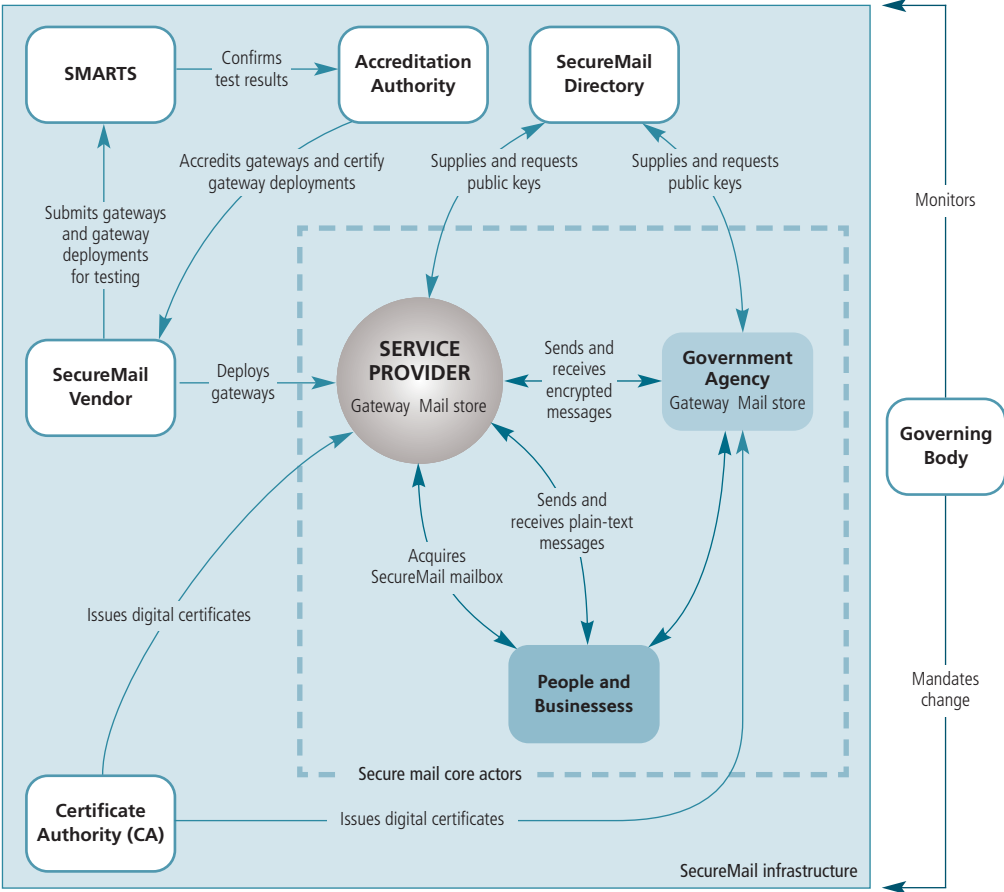 SMARTS
Confirms
test results
Accreditation
Authority
SecureMail
Directory
Accredits gateways and certify
gateway deployments
Supplies and requests
public keys
Supplies and requests
public keys
Monitors
Submits gateways
and gateway
deployments
for testing
SecureMail
Vendor
Deploys
gateways
SERVICE
PROVIDER
Gateway Mail store
Sends and
receives
encrypted
messages
Government
Agency
Gateway Mail store
Governing
Body
Sends and
receives plain-text
messages
Acquires
SecureMail mailbox
Issues digital certificates
People and
Businessess
Mandates
change
Secure mail core actors
Certificate
Authority (CA)
Issues digital certificates
SecureMail infrastructure